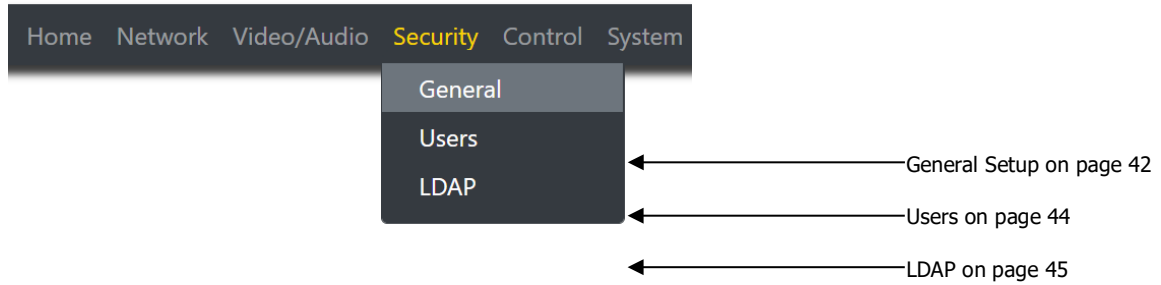 Home Network Video/Audio Security Control System
General
Users
LDAP
General Setup on page 42
Users on page 44
LDAP on page 45